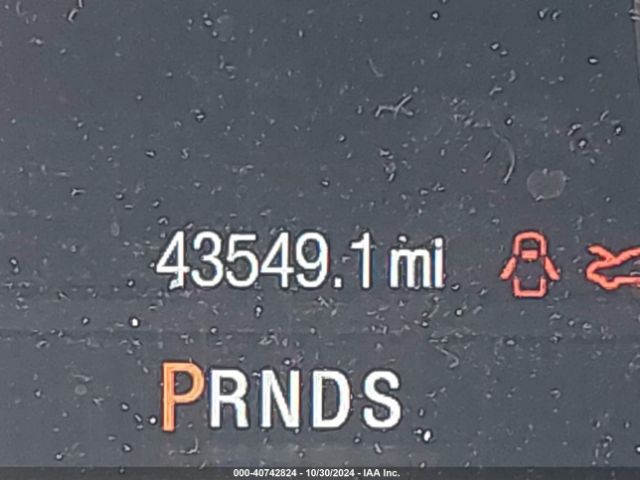 43549.1 mi
PRNDS
000-40742824 - 10/30/2024 - IAA Inc.